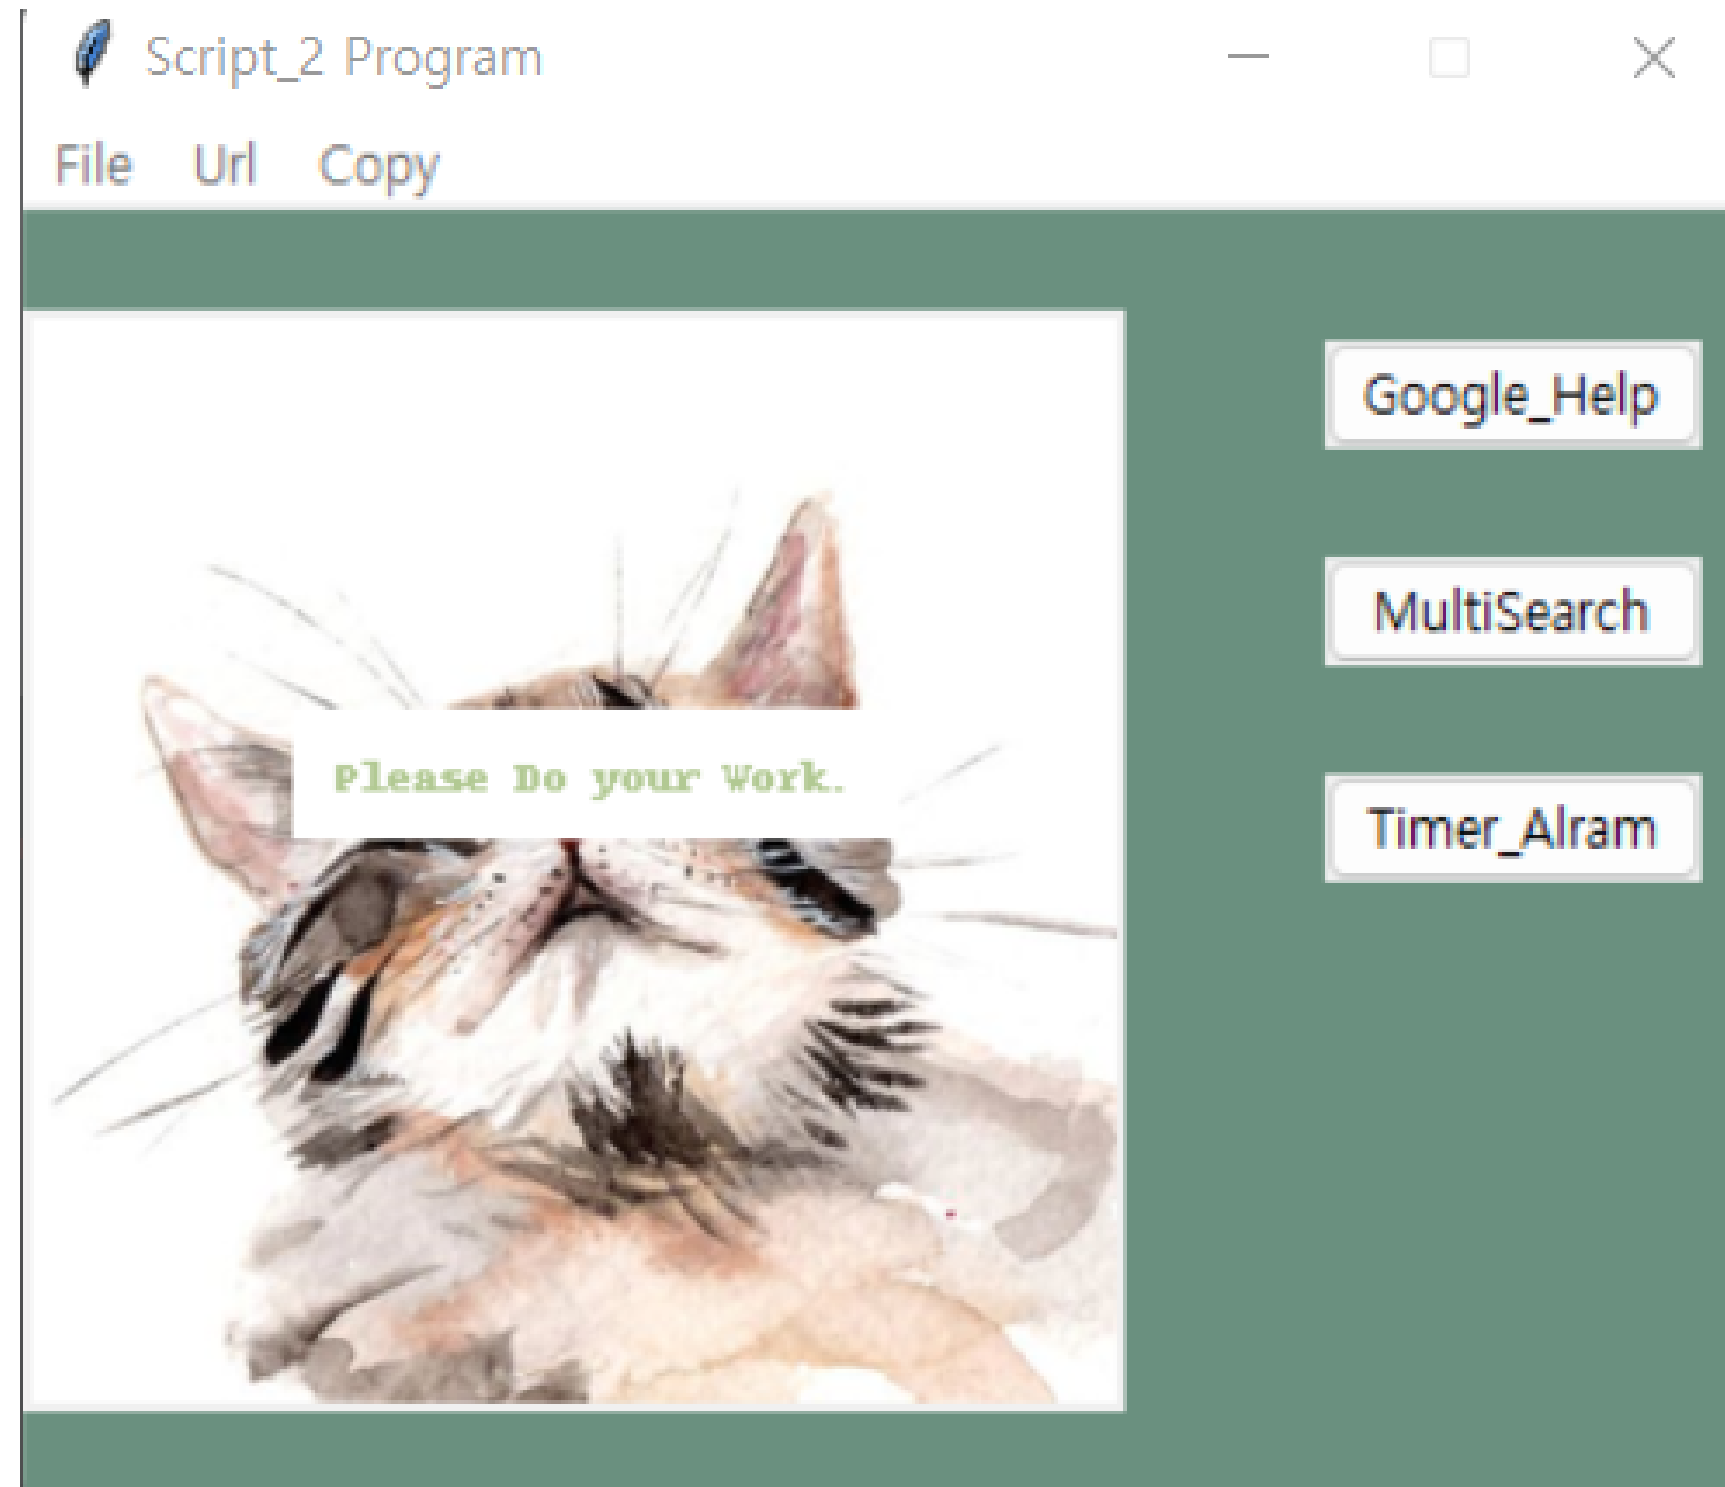 Script_2 Program
File Url Copy
Google_Help
MultiSearch
Please Do your Work.
Timer_Alram